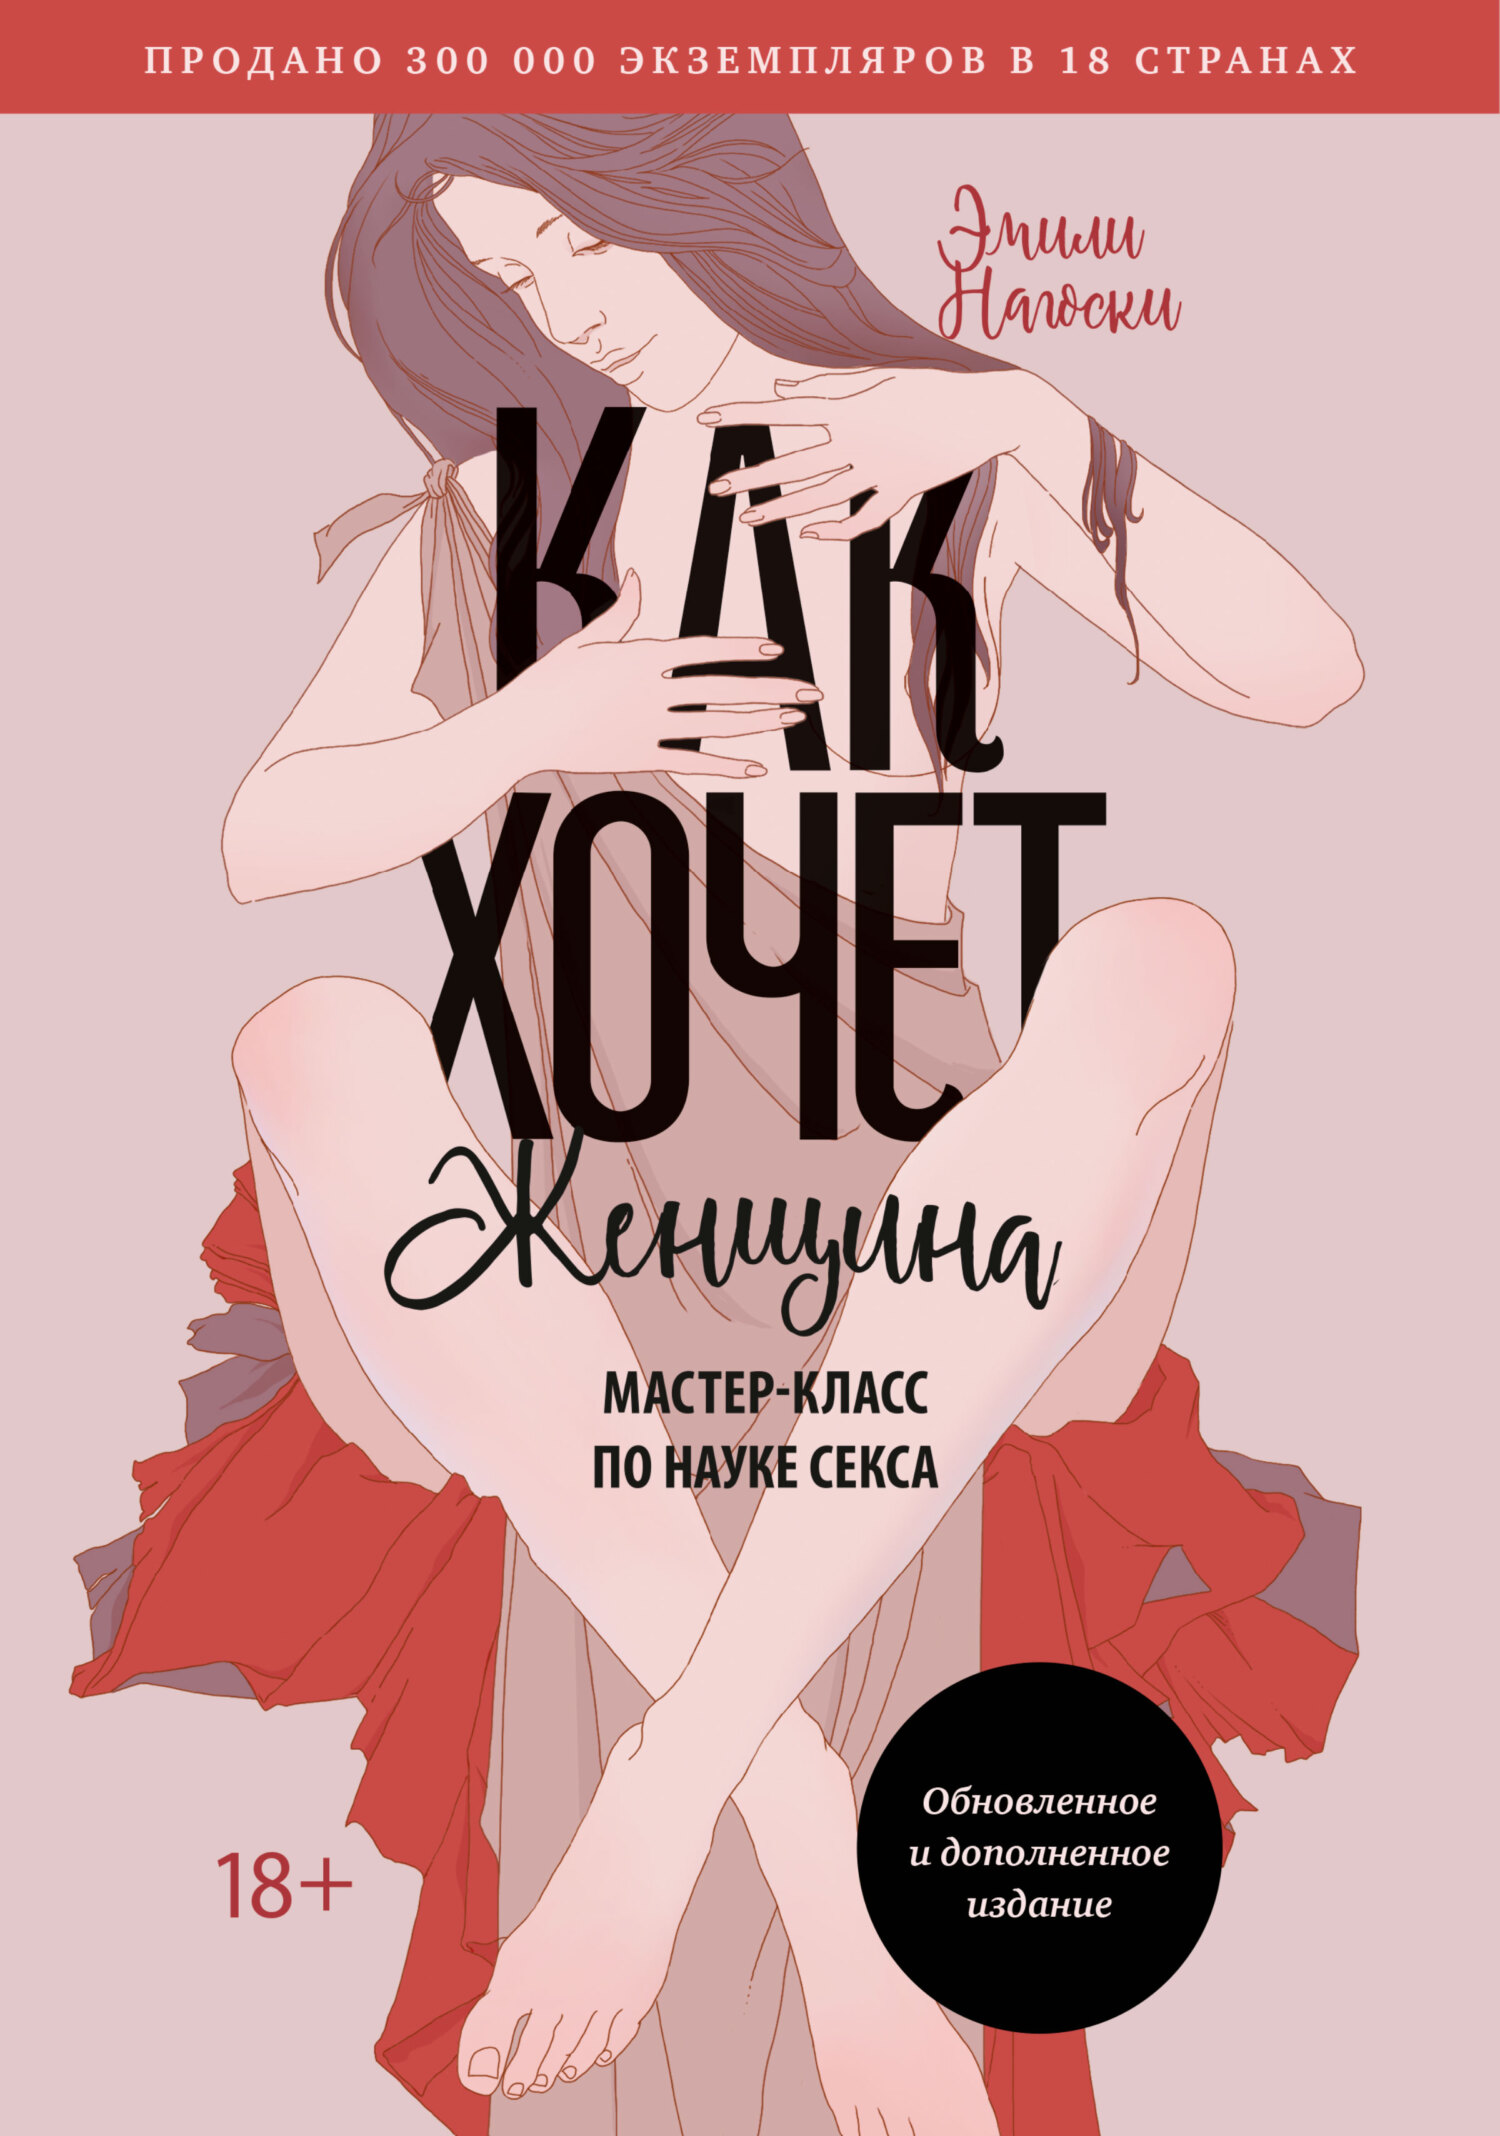 ПРОДАНО 300 000 ЭКЗЕМПЛЯРОВ В 18 СТРАНАХ
Эмили
Нагоски
КАК
ХОЧЕТ
Женщина
МАСТЕР-КЛАСС
ПО НАУКЕ СЕКСА
Обновленное
и дополненное
издание
18+